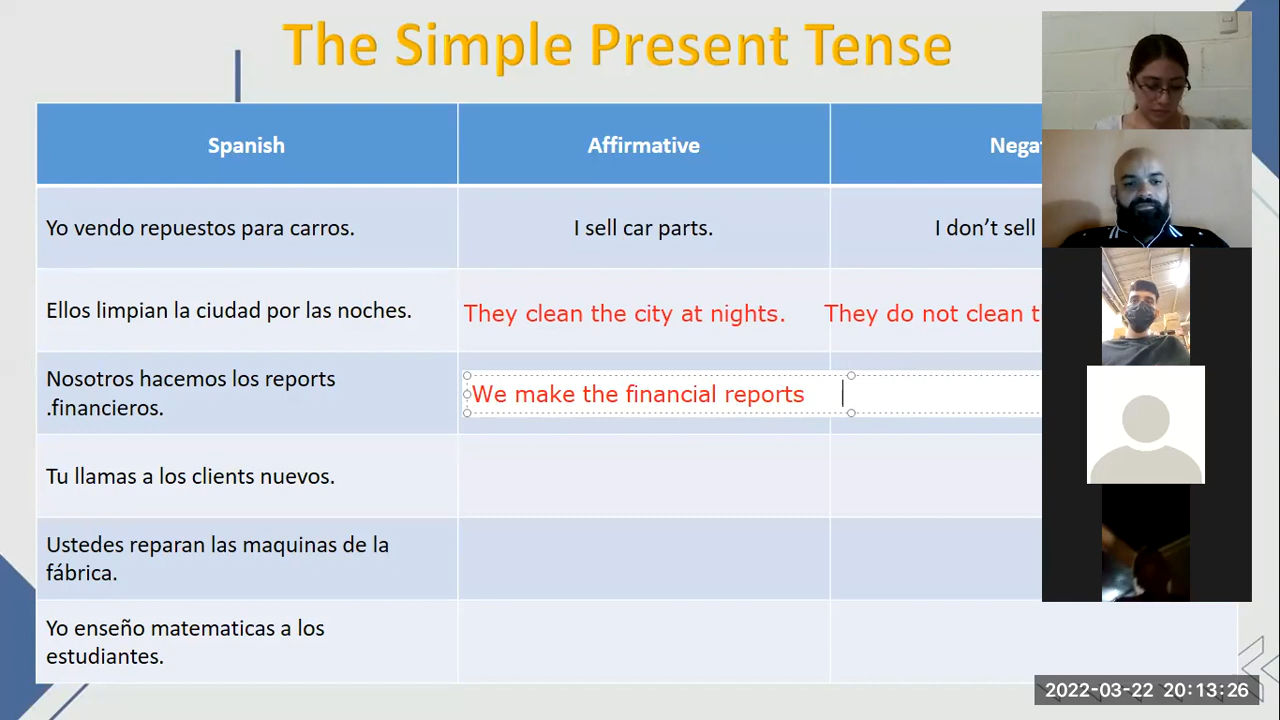 The Simple Present Tense
Spanish
Affirmative
Yo vendo repuestos para carros.
I sell car parts.
I don’t sell
Ellos limpian la ciudad por las noches.
They clean the city at nights.
They do not clean
Nosotros hacemos los reports
.financieros.
We make the financial reports
Tu llamas a los clients nuevos.
Ustedes reparan las maquinas de la
fábrica.
Yo enseño matematicas a los
estudiantes.
2022-03-22 20:13:26